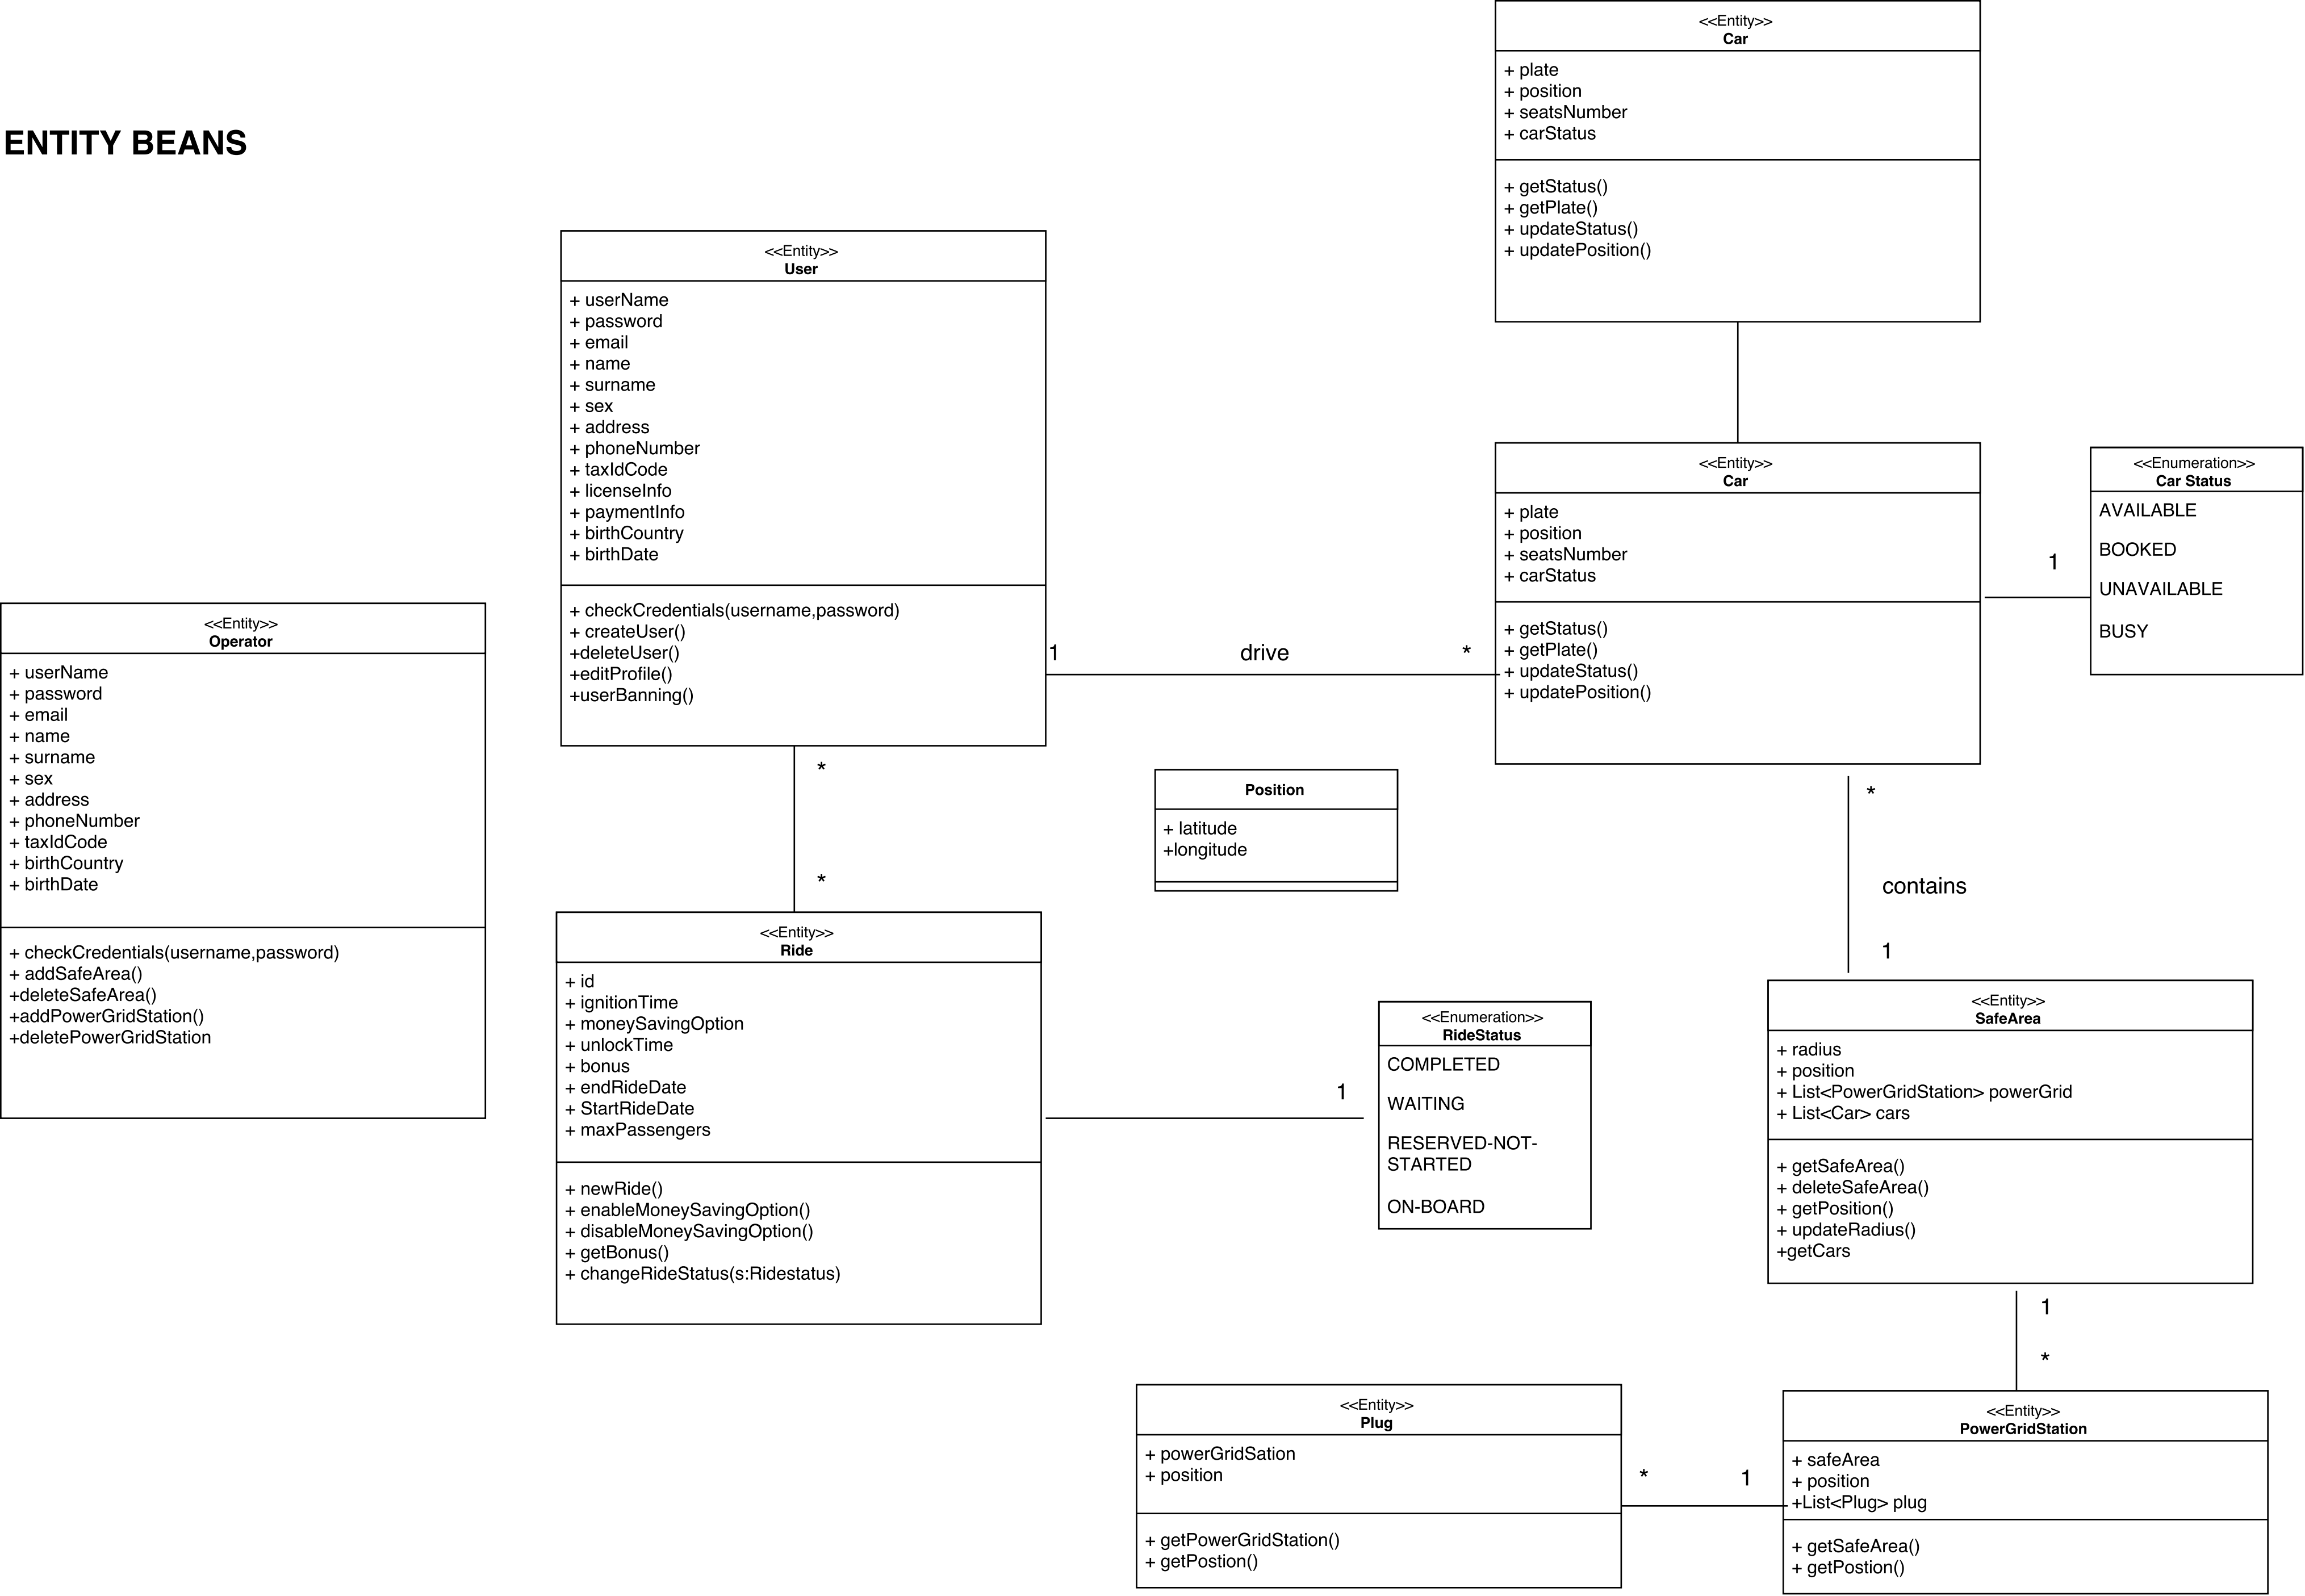 ENTITY BEANS
<<Entity>>
Car
+ plate
+ position
+ seatsNumber
+ carStatus
+ getStatus()
+ getPlate()
+ updateStatus()
+ updatePosition()
<<Entity>>
User
+ userName
+ password
+ email
+ name
+ surname
+ sex
+ address
+ phoneNumber
+ taxIdCode
+ licenseInfo
+ paymentInfo
+ birthCountry
+ birthDate
+ checkCredentials(username,password)
+ createUser()
+deleteUser()
+editProfile()
+userBanning()
1
drive
*
<<Entity>>
Car
+ plate
+ position
+ seatsNumber
+ carStatus
+ getStatus()
+ getPlate()
+ updateStatus()
+ updatePosition()
1
<<Enumeration>>
Car Status
AVAILABLE
BOOKED
UNAVAILABLE
BUSY
<<Entity>>
Operator
+ userName
+ password
+ email
+ name
+ surname
+ sex
+ address
+ phoneNumber
+ taxIdCode
+ birthCountry
+ birthDate
+ checkCredentials(username,password)
+ addSafeArea()
+deleteSafeArea()
+addPowerGridStation()
+deletePowerGridStation
*
*
Position
+ latitude
+longitude
*
contains
1
<<Entity>>
Ride
+ id
+ ignitionTime
+ moneySavingOption
+ unlockTime
+ bonus
+ endRideDate
+ StartRideDate
+ maxPassengers
+ newRide()
+ enableMoneySavingOption()
+ disableMoneySavingOption()
+ getBonus()
+ changeRideStatus(s:Ridestatus)
1
<<Enumeration>>
RideStatus
COMPLETED
WAITING
RESERVED-NOT-
STARTED
ON-BOARD
<<Entity>>
SafeArea
+ radius
+ position
+ List<PowerGridStation> powerGrid
+ List<Car> cars
+ getSafeArea()
+ deleteSafeArea()
+ getPosition()
+ updateRadius()
+getCars
1
*
<<Entity>>
Plug
+ powerGridSation
+ position
+ getPowerGridStation()
+ getPostion()
*
1
<<Entity>>
PowerGridStation
+ safeArea
+ position
+List<Plug> plug
+ getSafeArea()
+ getPostion()